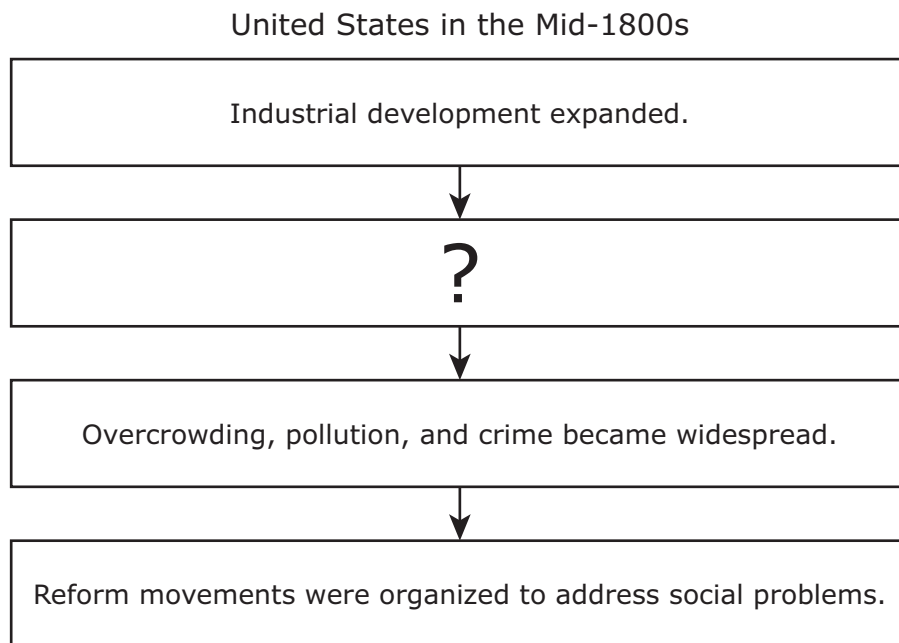 United States in the Mid-1800s
Industrial development expanded.
?
Overcrowding, pollution, and crime became widespread.
Reform movements were organized to address social problems.